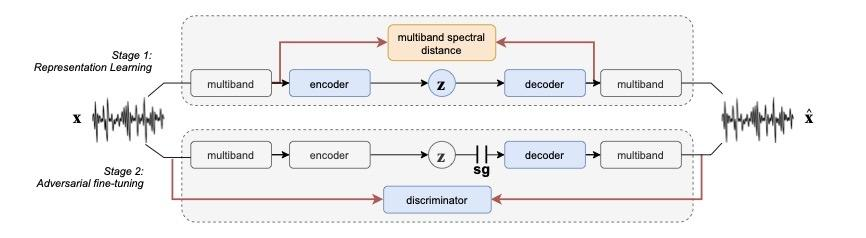 Stage 1:
Representation Learning
multiband spectral
distance
multiband
encoder
z
decoder
multiband
x
x̂
multiband
encoder
z
sg
decoder
multiband
Stage 2:
Adversarial fine-tuning
discriminator